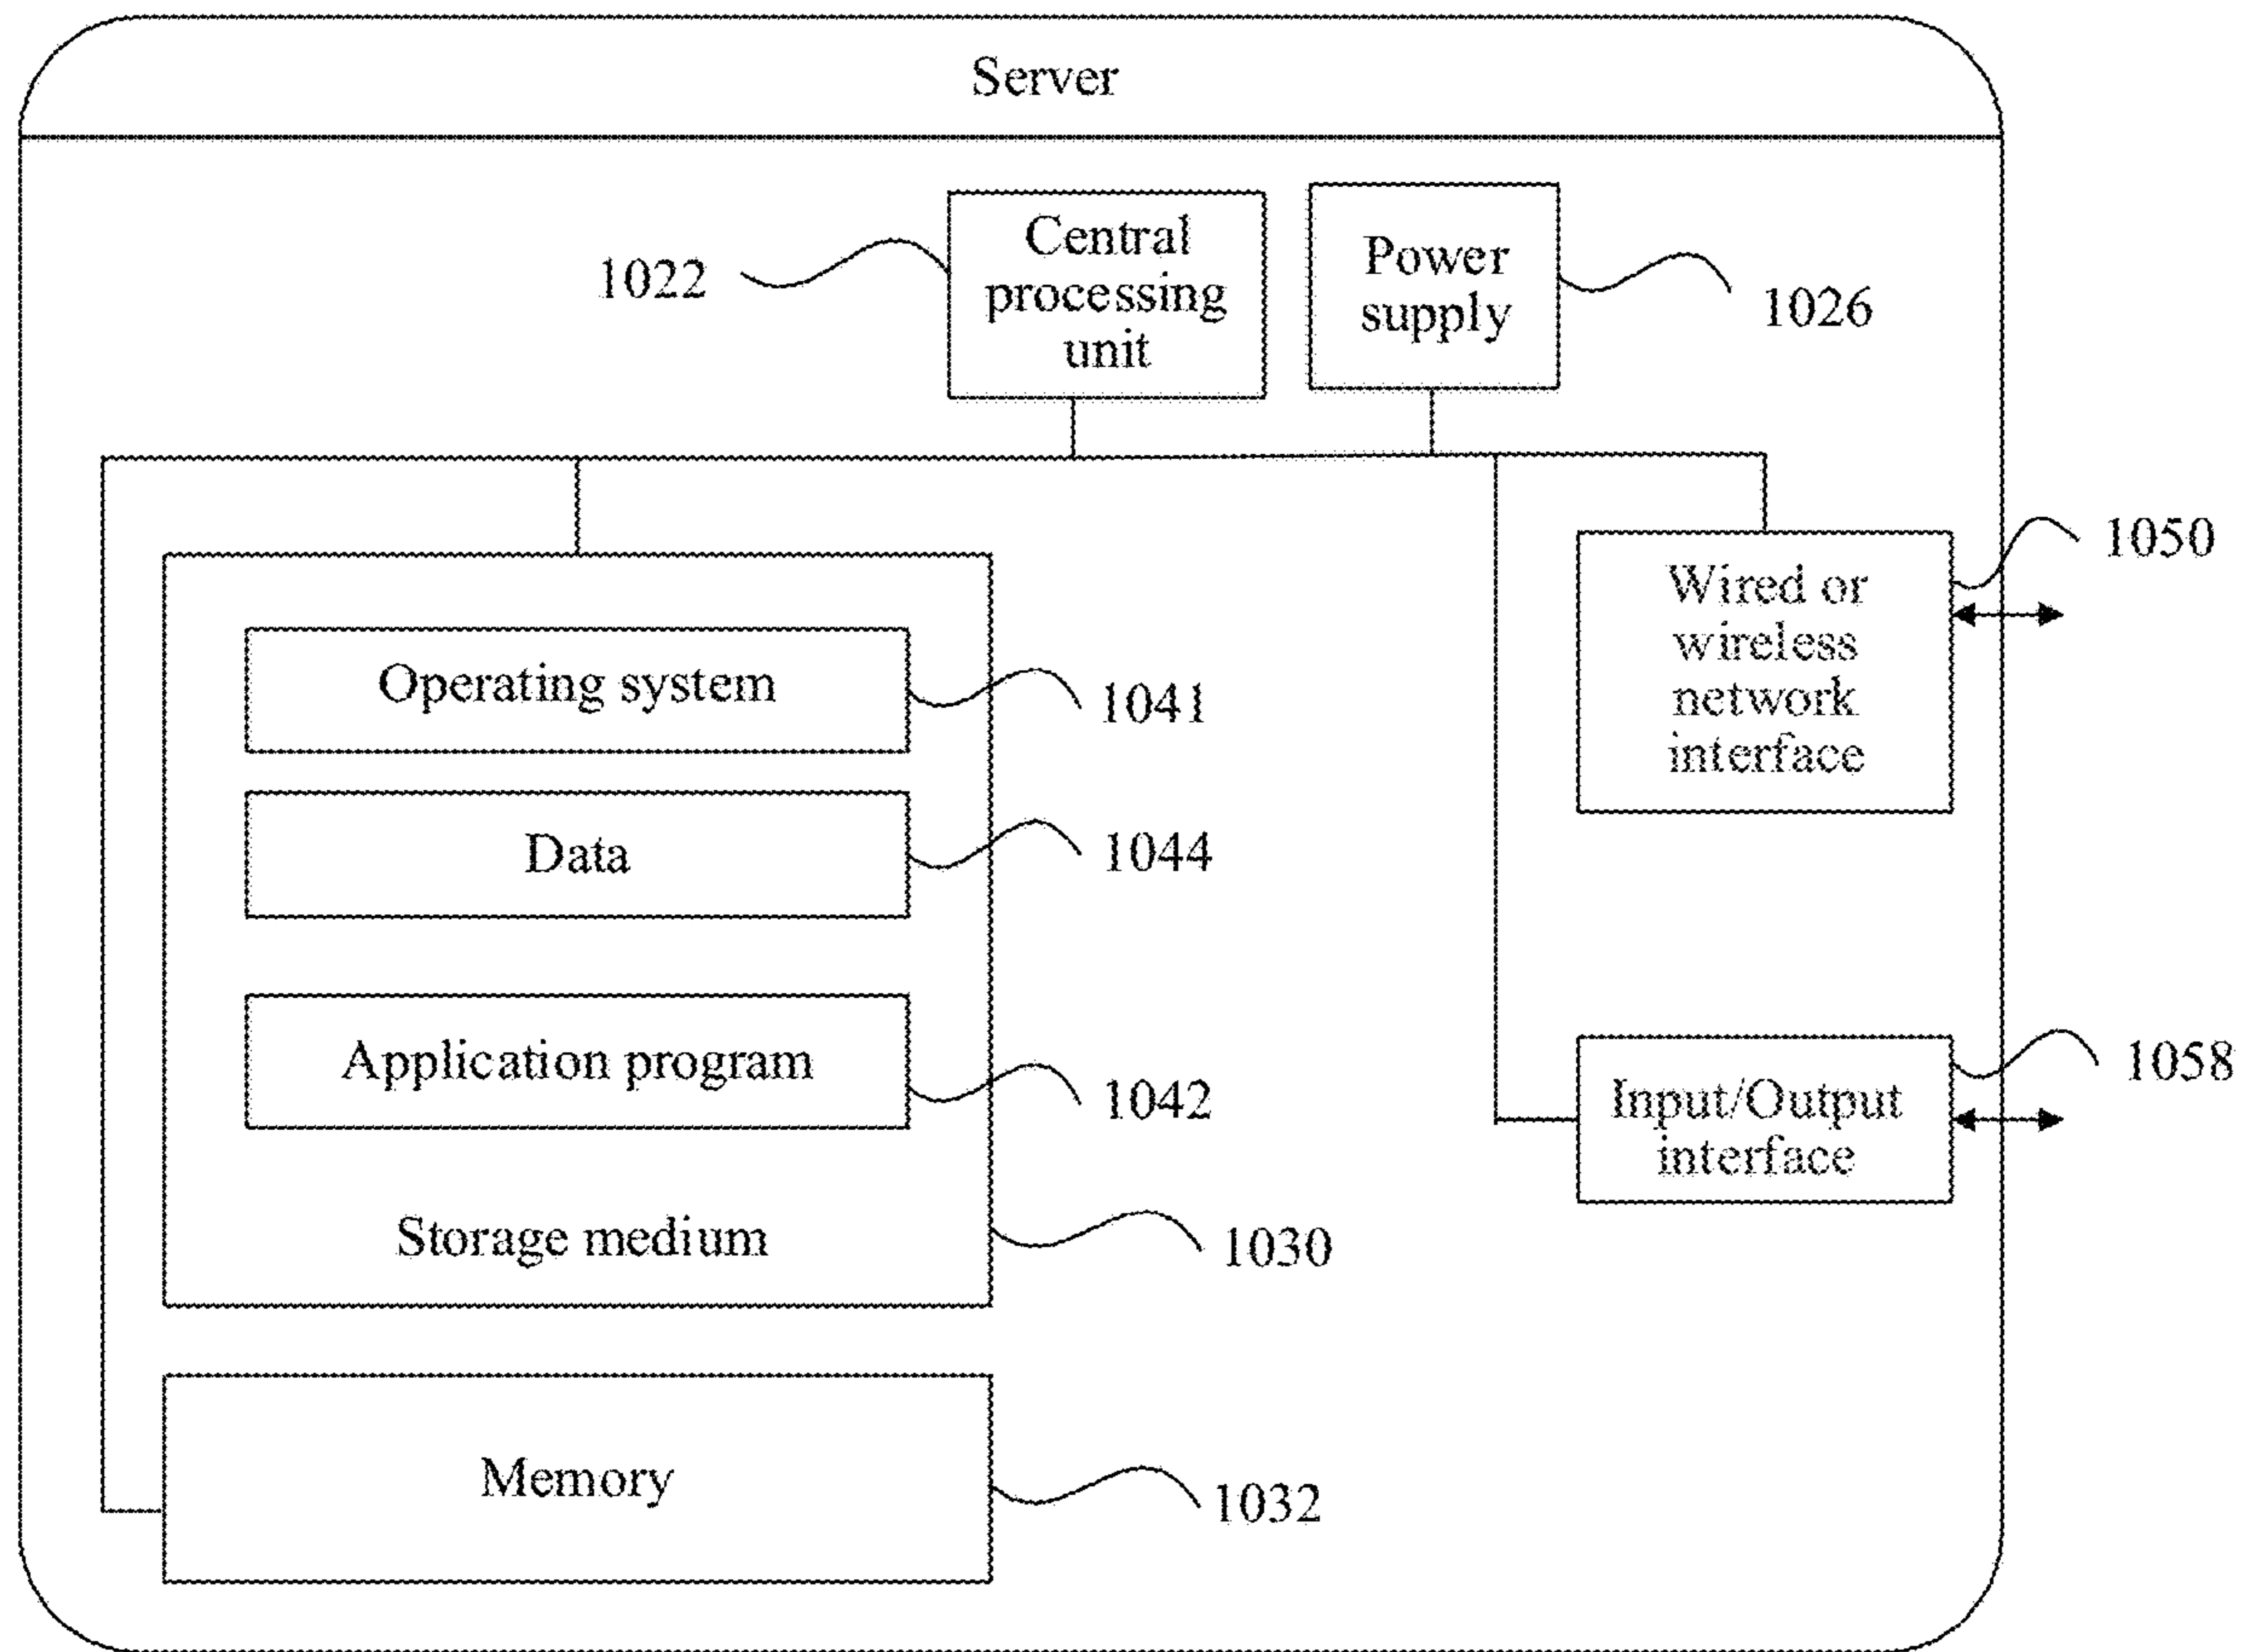 Server
1022
Central
processing
unit
Power
supply
1026
1050
Wired or
wireless
network
interface
Operating system
1041
Data
1044
Application program
1042
1058
Input/Output
interface
Storage medium
1030
Memory
1032